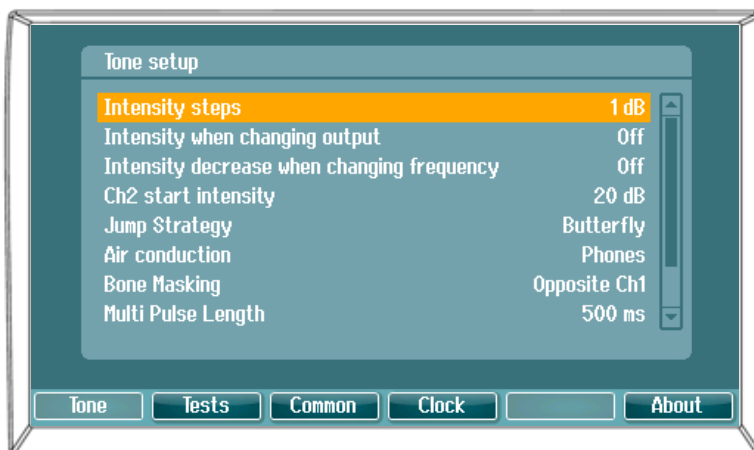 Tone setup
Intensity steps 1 dB
Intensity when changing output Off
Intensity decrease when changing frequency Off
Ch2 start intensity 20 dB
Jump Strategy Butterfly
Air conduction Phones
Bone Masking Opposite Ch1
Multi Pulse Length 500 ms
Tone Tests Common Clock About